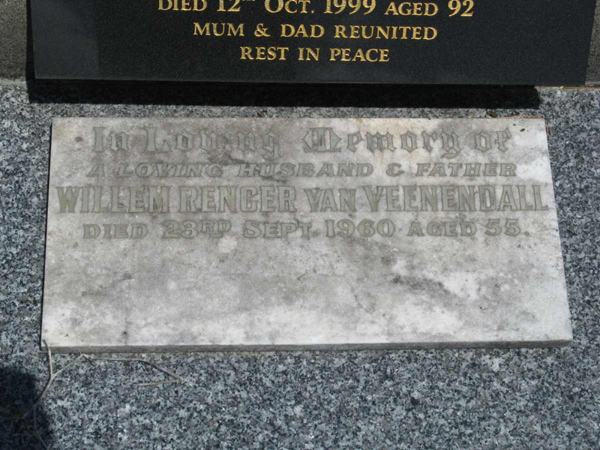 DIED 12TH OCT. 1999 AGED 92
MUM & DAD REUNITED
REST IN PEACE
In Loving Memory of
A LOVING HUSBAND & FATHER
WILLEM RENGER VAN VEENENDALL
DIED 23RD SEPT. 1960 AGED 55.